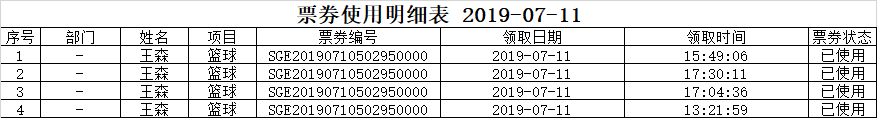 票券使用明细表 2019-07-11
序号 部门 姓名 项目 票券编号 领取日期 领取时间 票券状态
1 - 王森 篮球 SGE20190710502950000 2019-07-11 15:49:06 已使用
2 - 王森 篮球 SGE20190710502950000 2019-07-11 17:30:11 已使用
3 - 王森 篮球 SGE20190710502950000 2019-07-11 17:04:36 已使用
4 - 王森 篮球 SGE20190710502950000 2019-07-11 13:21:59 已使用